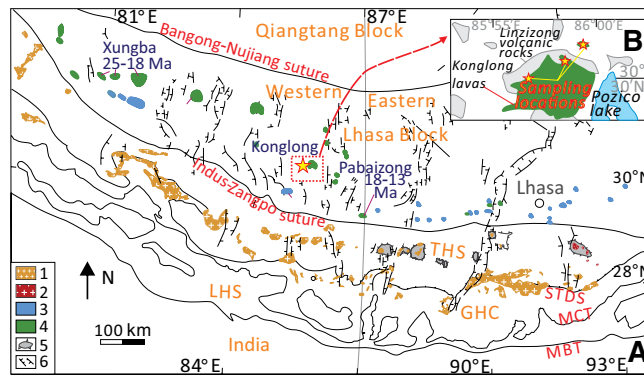 81°E
87°E
Qiangtang Block
Bangong-Nujiang suture
Xungba
25-18 Ma
Western
Eastern
Lhasa Block
Konglong
Pabaizong
18-13
Ma
Indus-Zangpo suture
Lhasa
30°N
THS
28°N
LHS
GHC
STDS
MCT
MBT
India
84°E
90°E
93°E
A
N
100 km
1
2
3
4
5
6
B
85°55'E
86°00'E
Linzizong
volcanic
rocks
Konglong
lavas
Sampling
locations
Pozico
lake
30°
30'N